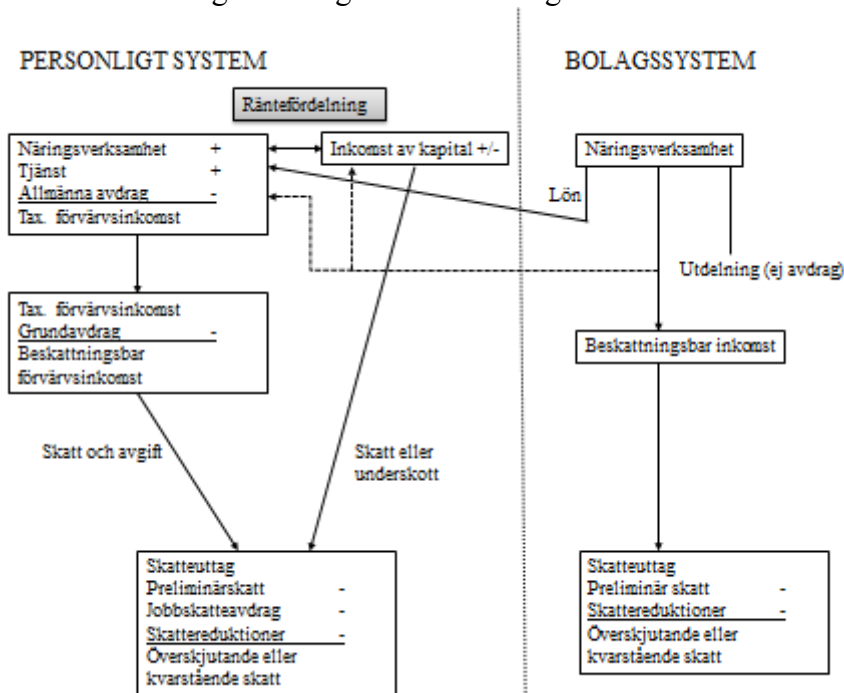 PERSONLIGT SYSTEM
Räntefördelning
Näringsverksamhet +
Tjänst +
Allmänna avdrag -
Tax. förvärvsinkomst
Inkomst av kapital +/-
Tax. förvärvsinkomst
Grundavdrag -
Beskattningsbar
förvärvsinkomst
Skatt och avgift
Skatt eller
underskott
Skatteuttag
Preliminärskatt -
Jobbskatteavdrag -
Skattereduktioner -
Överskjutande eller
kvarstående skatt
BOLAGSSYSTEM
Näringsverksamhet
Lön
Utdelning (ej avdrag)
Beskattningsbar inkomst
Skatteuttag
Preliminär skatt -
Skattereduktioner -
Överskjutande eller
kvarstående skatt